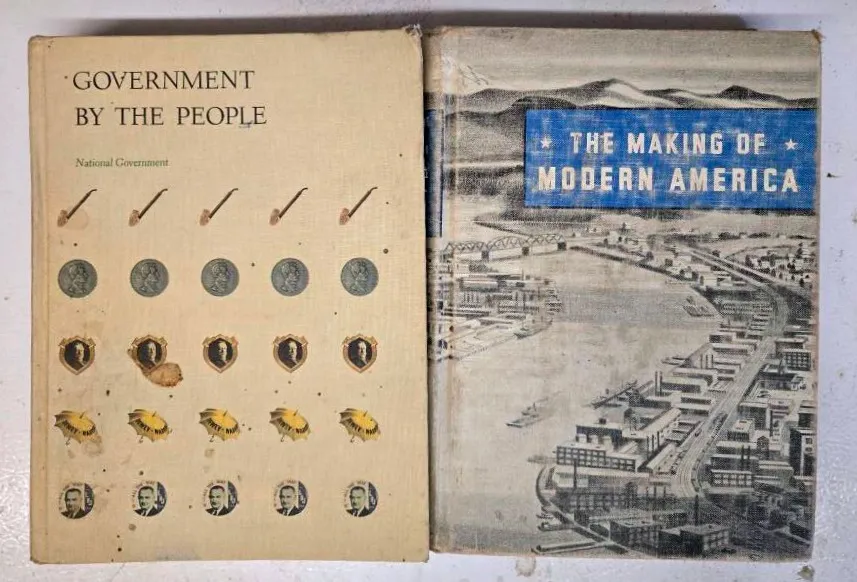 GOVERNMENT
BY THE PEOPLE
National Government
★ THE MAKING OF ★
MODERN AMERICA